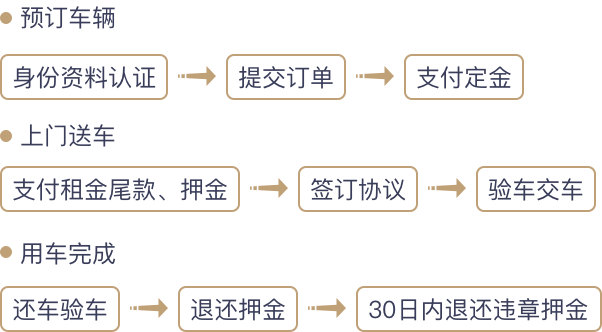 预订车辆
身份资料认证 提交订单 支付定金
上门送车
支付租金尾款、押金 签订协议 验车交车
用车完成
还车验车 退还押金 30日内退还违章押金